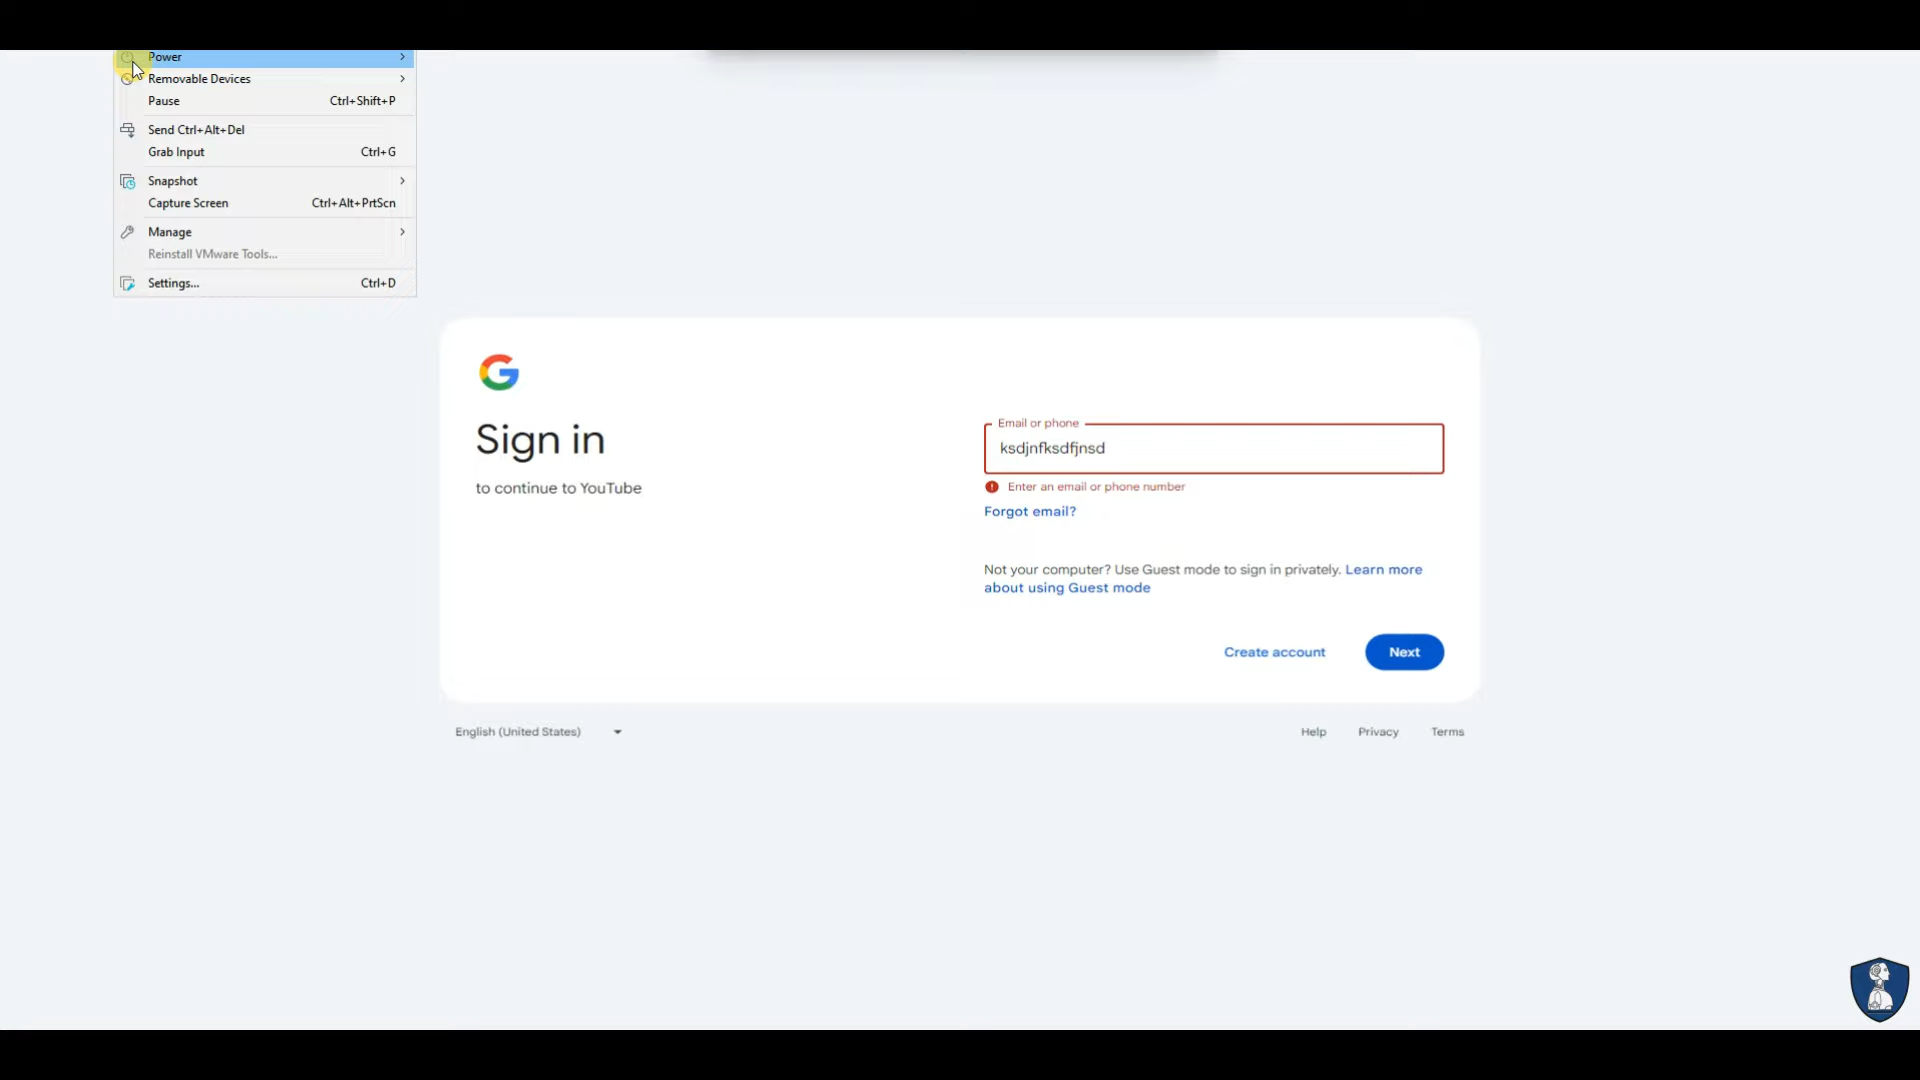 Power
Removable Devices
Pause Ctrl+Shift+P
Send Ctrl+Alt+Del
Grab Input Ctrl+G
Snapshot
Capture Screen Ctrl+Alt+PrtScn
Manage
Reinstall VMware Tools...
Settings... Ctrl+D
Sign in
to continue to YouTube
Email or phone
ksdjnfksdfjnsd
Enter an email or phone number
Forgot email?
Not your computer? Use Guest mode to sign in privately. Learn more
about using Guest mode
Create account Next
English (United States) Help Privacy Terms